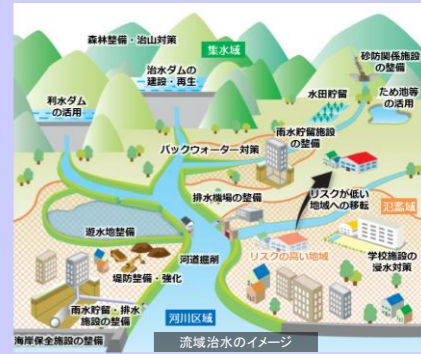 森林整備・治山対策
集水域
砂防関係施設
の整備
治水ダムの
建設・再生
水田貯留
ため池等
の活用
利水ダム
の活用
雨水貯留施設
の整備
バックウォーター対策
排水機場の整備
リスクが低い
地域への移転
氾濫域
遊水地整備
リスクの高い地域
学校施設の
浸水対策
河道掘削
堤防整備・強化
雨水貯留・排水
施設の整備
河川区域
海岸保全施設の整備
流域治水のイメージ